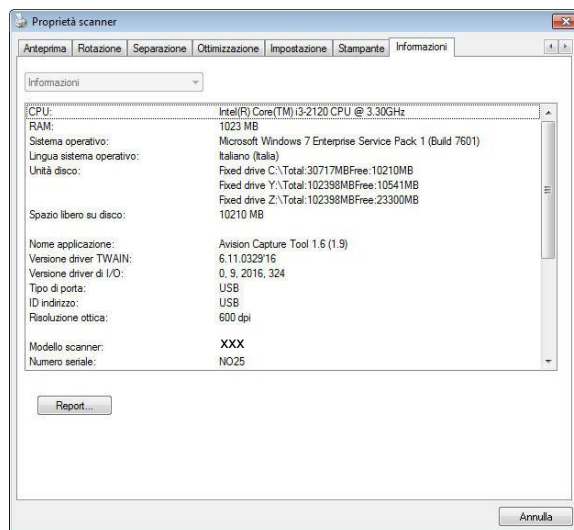 Proprietà scanner
Anteprima Rotazione Separazione Ottimizzazione Impostazione Stampante Informazioni
Informazioni
CPU: Intel(R) Core(TM) i3-2120 CPU @ 3.30GHz
RAM: 1023 MB
Sistema operativo: Microsoft Windows 7 Enterprise Service Pack 1 (Build 7601)
Lingua sistema operativo: Italiano (Italia)
Unità disco: Fixed drive C:\Total:30717MBFree:10210MB
Fixed drive Y:\Total:102398MBFree:10541MB
Fixed drive Z:\Total:102398MBFree:23300MB
Spazio libero su disco: 10210 MB
Nome applicazione: Avision Capture Tool 1.6 (1.9)
Versione driver TWAIN: 6.11.0329'16
Versione driver di I/O: 0, 9, 2016, 324
Tipo di porta: USB
ID indirizzo: USB
Risoluzione ottica: 600 dpi
Modello scanner: XXX
Numero seriale: NO25
Report...
Annulla